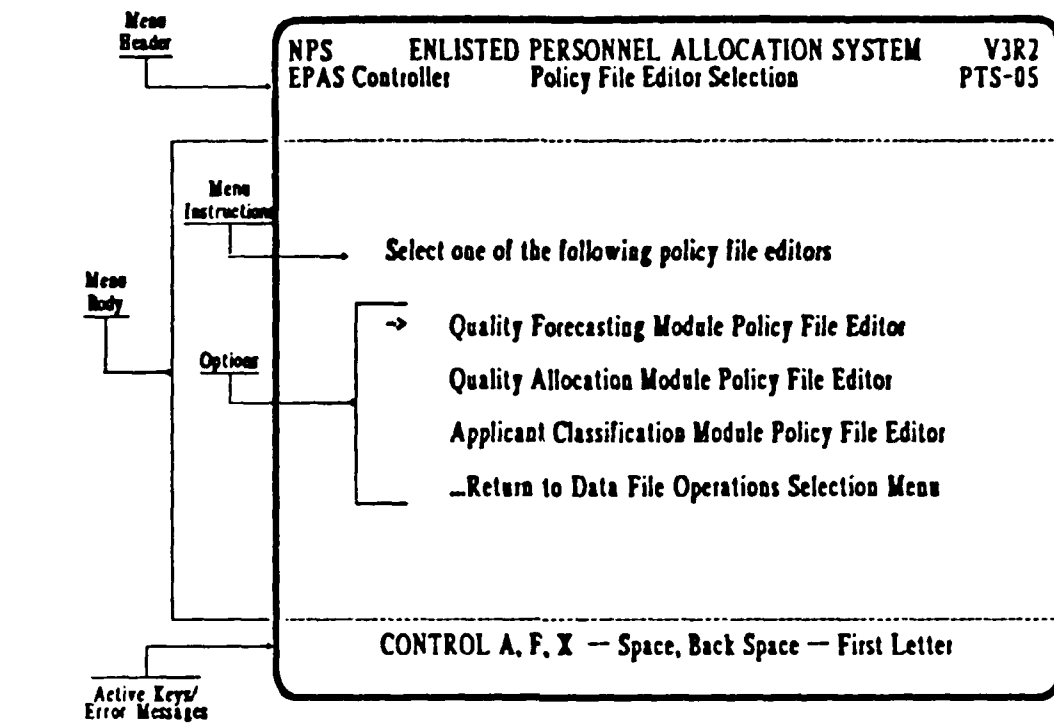 Menu
Header
NPS ENLISTED PERSONNEL ALLOCATION SYSTEM V3R2
EPAS Controller Policy File Editor Selection PTS-05
Menu
Instructions
Select one of the following policy file editors
Menu
Body
Options
-> Quality Forecasting Module Policy File Editor
Quality Allocation Module Policy File Editor
Applicant Classification Module Policy File Editor
...Return to Data File Operations Selection Menu
CONTROL A, F, X — Space, Back Space — First Letter
Active Keys/
Error Messages